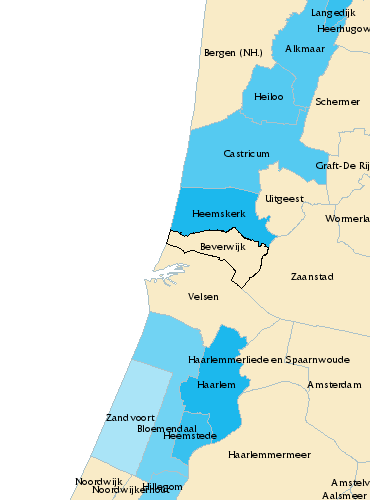 Langedijk
Heerhugow
Alkmaar
Bergen (NH.)
Heiloo
Schermer
Castricum
Graft-De Rij
Uitgeest
Heemskerk
Wormerla
Beverwijk
Zaanstad
Velsen
Haarlemmerliede en Spaarnwoude
Haarlem
Amsterdam
Zandvoort
Bloemendaal
Heemstede
Haarlemmermeer
Noordwijk
Amstelv
Hillegom
Noordwijkerhout
Aalsmeer